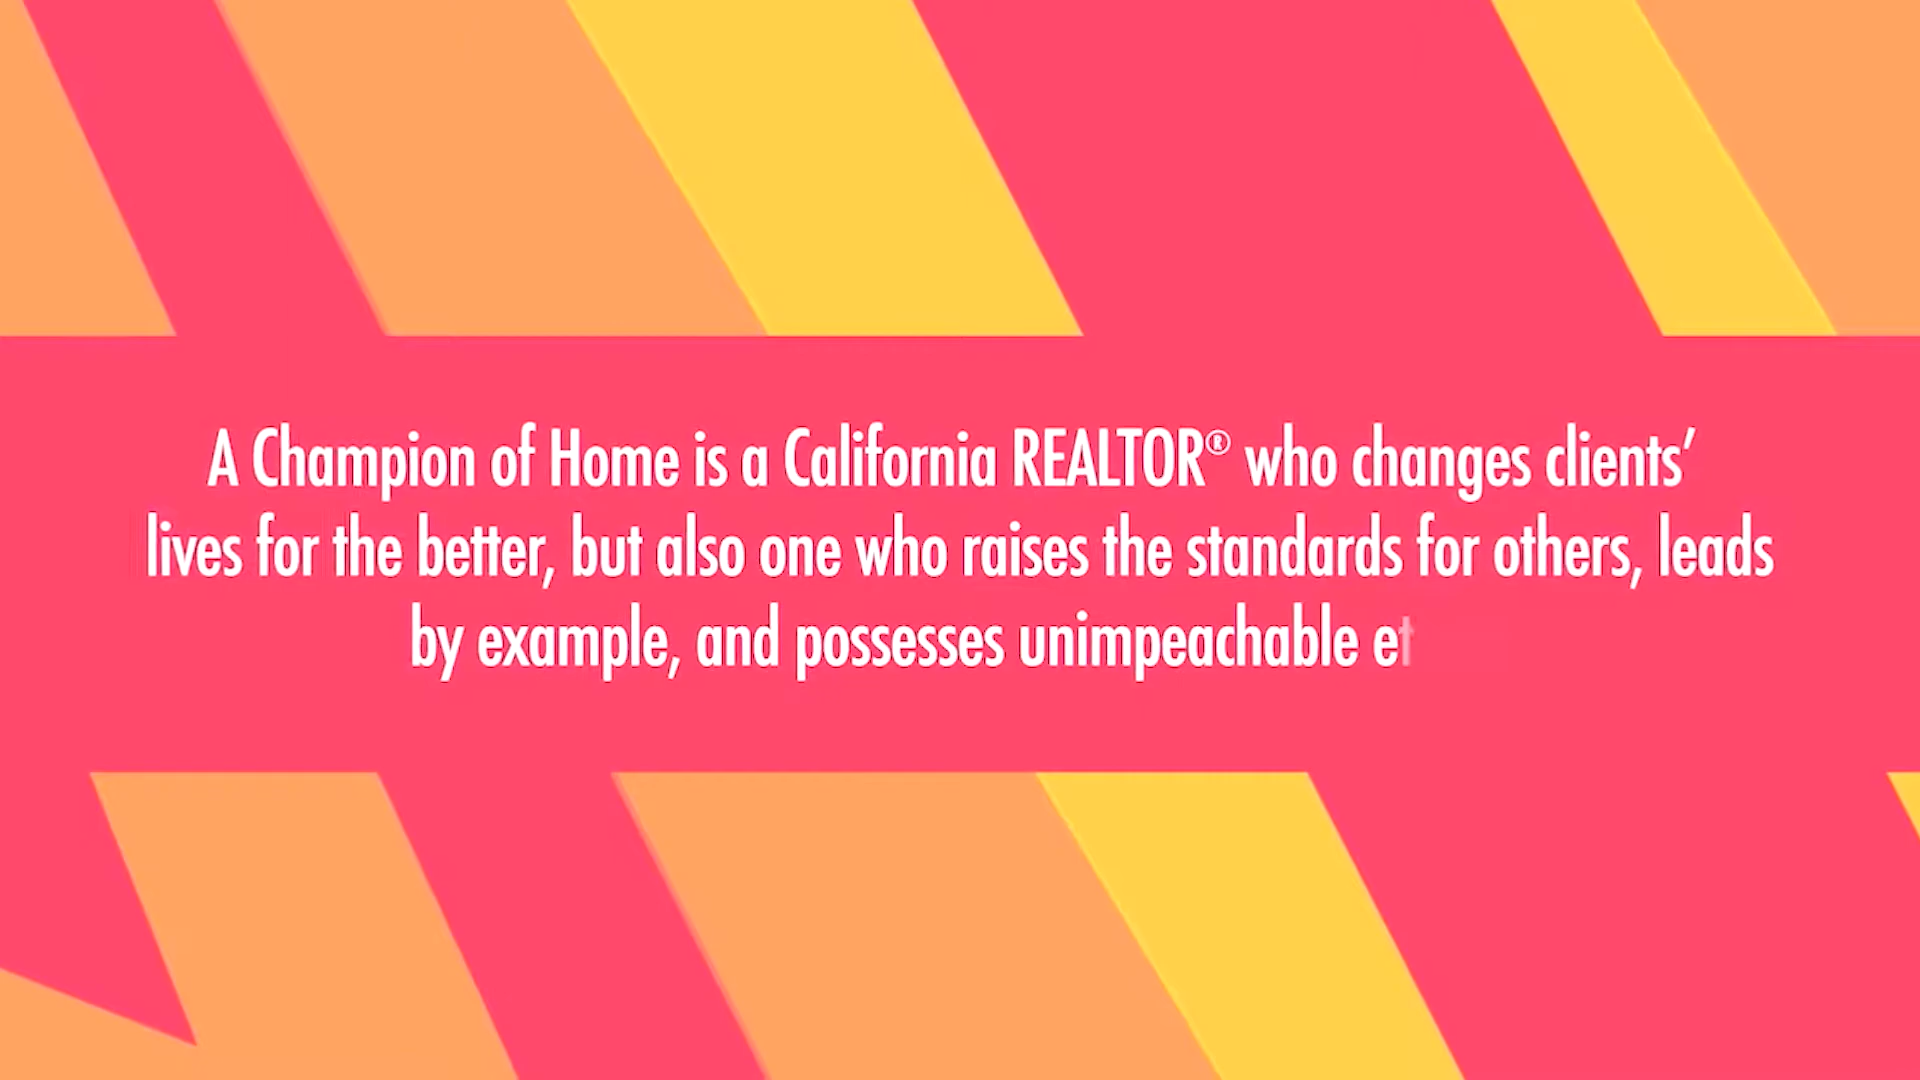 A Champion of Home is a California REALTOR® who changes clients’
lives for the better, but also one who raises the standards for others, leads
by example, and possesses unimpeachable et